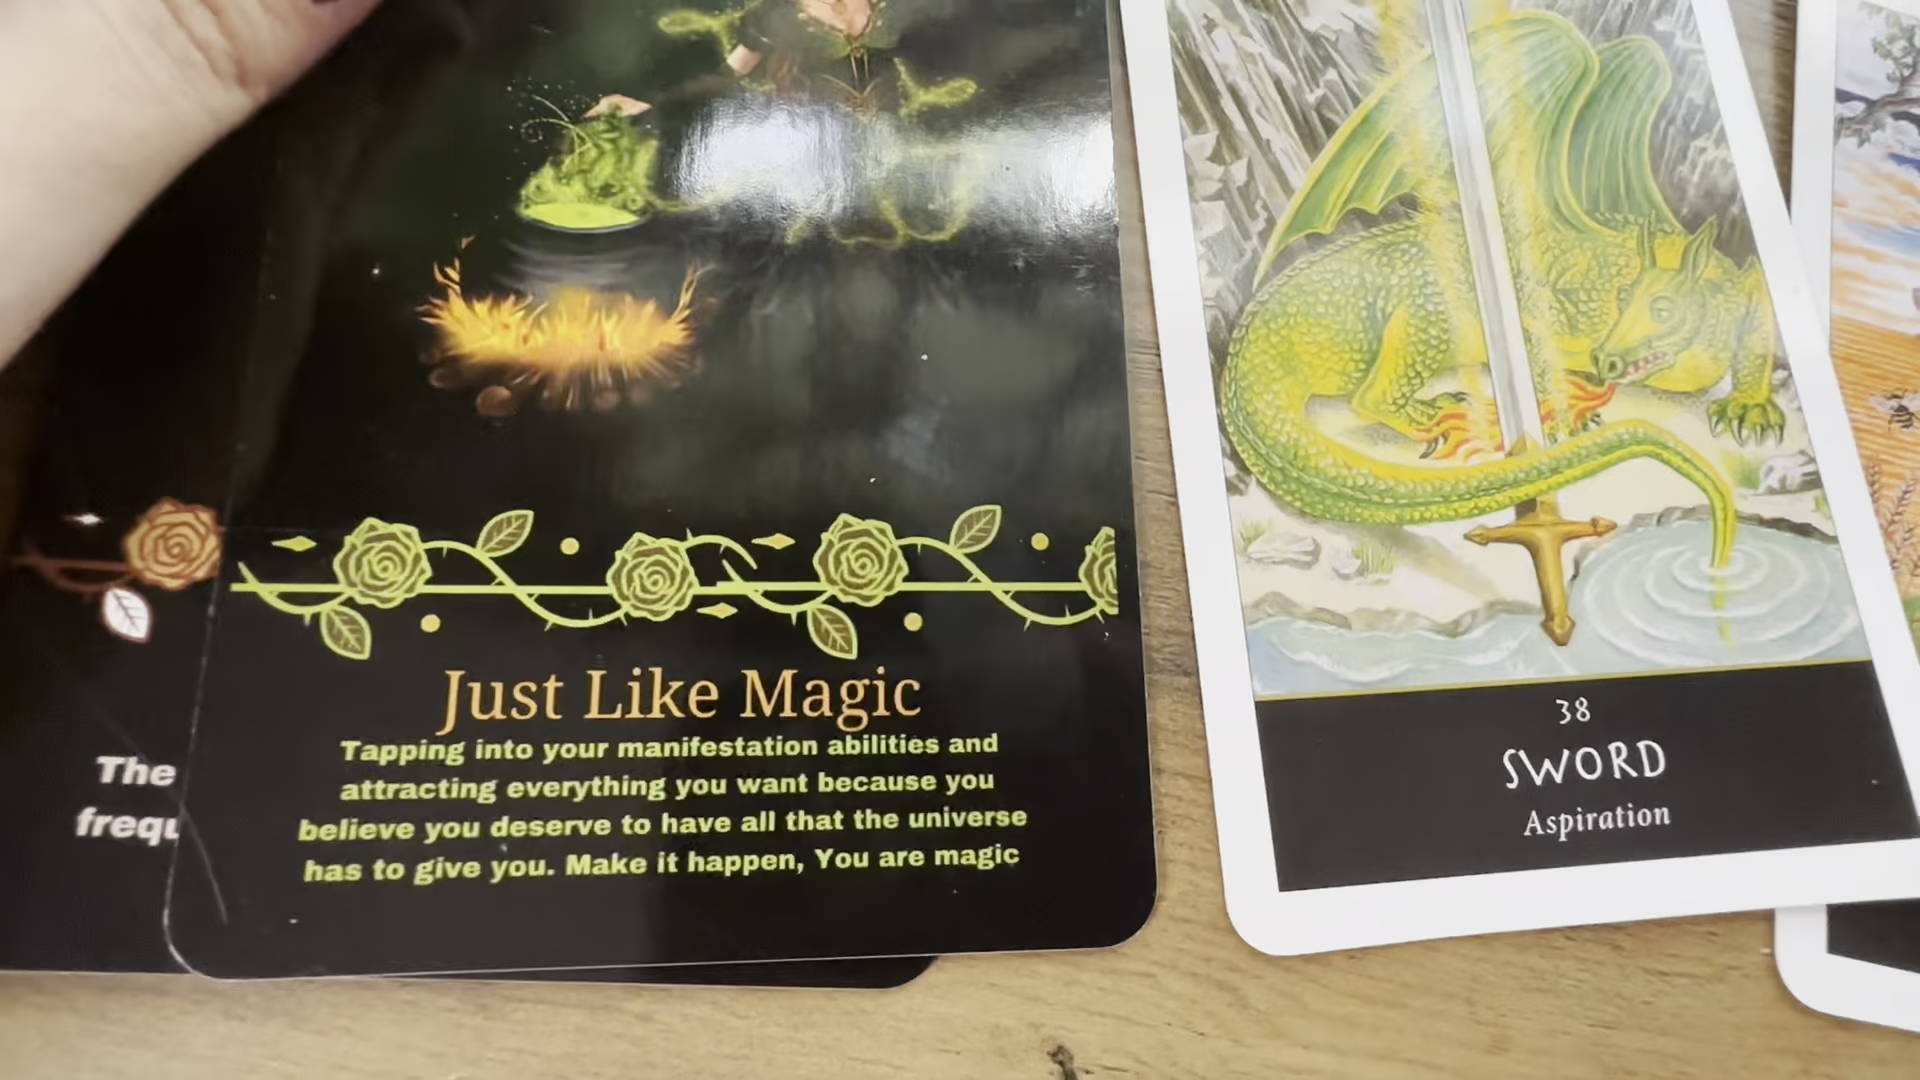 The
Just Like Magic
Tapping into your manifestation abilities and
attracting everything you want because you
believe you deserve to have all that the universe
has to give you. Make it happen, You are magic
38
SWORD
Aspiration